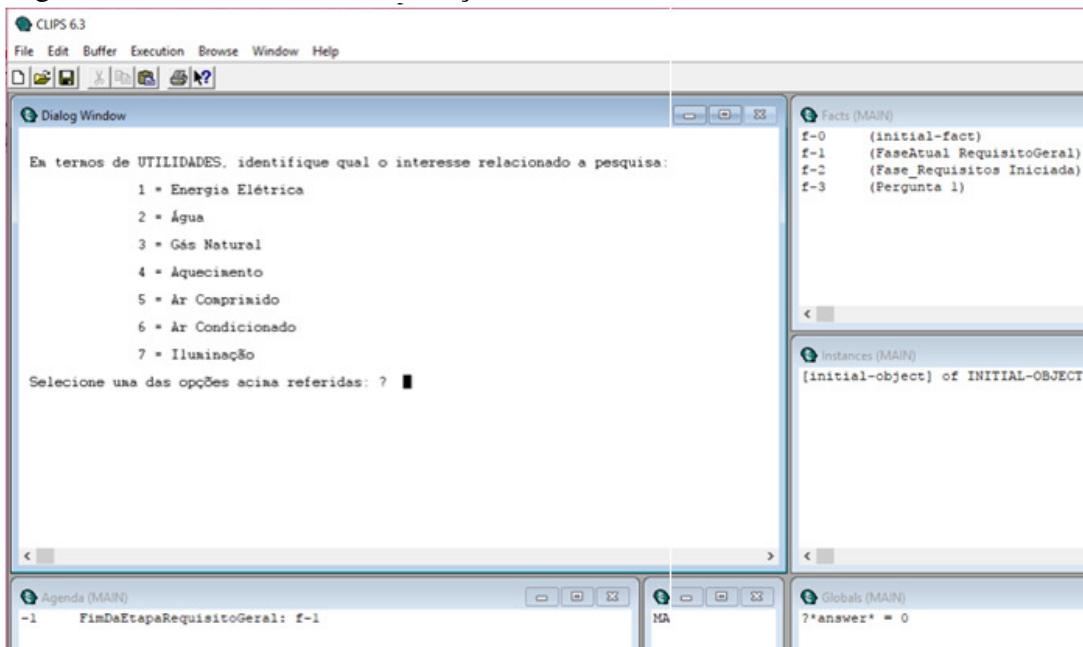 CLIPS 6.3
File Edit Buffer Execution Browse Window Help
Dialog Window
Em termos de UTILIDADES, identifique qual o interesse relacionado a pesquisa:
1 = Energia Elétrica
2 = Água
3 = Gás Natural
4 = Aquecimento
5 = Ar Comprimido
6 = Ar Condicionado
7 = Iluminação
Selecione uma das opções acima referidas: ?
Facts (MAIN)
f-0 (initial-fact)
f-1 (FaseAtual RequisitoGeral)
f-2 (Fase_Requisitos Iniciada)
f-3 (Pergunta 1)
Instances (MAIN)
[initial-object] of INITIAL-OBJECT
Agenda (MAIN)
-1 FimDaEtapaRequisitoGeral: f-1
MA
Globals (MAIN)
?*answer* = 0